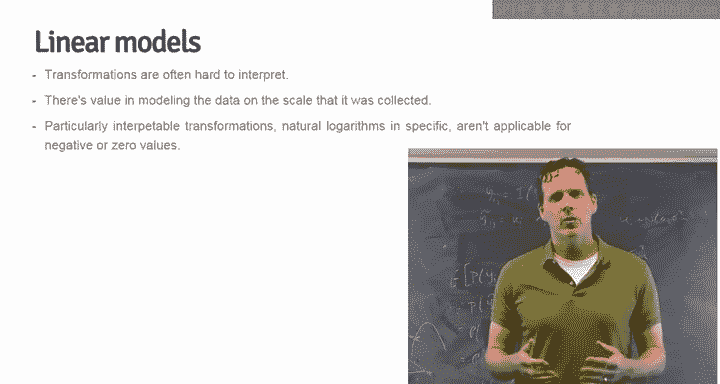 Linear models
- Transformations are often hard to interpret.
- There's value in modeling the data on the scale that it was collected.
- Particularly interpetable transformations, natural logarithms in specific, aren't applicable for
negative or zero values.